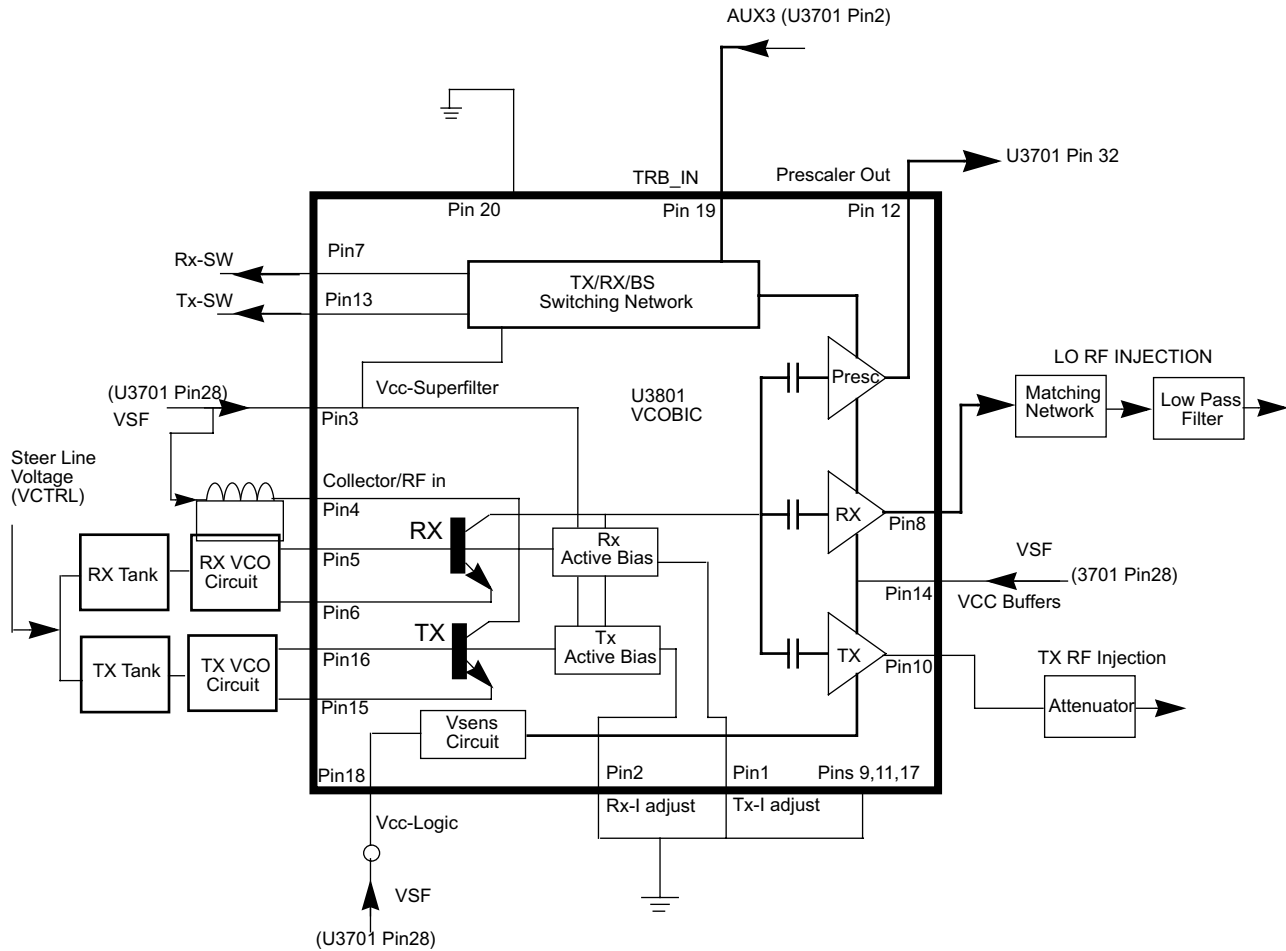 AUX3 (U3701 Pin2)
U3701 Pin 32
TRB_IN
Prescaler Out
Pin 20
Pin 19
Pin 12
Rx-SW
Pin7
Tx-SW
Pin13
TX/RX/BS
Switching Network
(U3701 Pin28)
VSF
Vcc-Superfilter
Pin3
U3801
VCOBIC
Presc
LO RF INJECTION
Matching
Network
Low Pass
Filter
Steer Line
Voltage
(VCTRL)
Collector/RF in
Pin4
RX
Pin5
RX Tank
RX VCO
Circuit
Pin6
Rx
Active Bias
RX
Pin8
VSF
(3701 Pin28)
Pin14
VCC Buffers
TX
Pin16
TX Tank
TX VCO
Circuit
Pin15
Tx
Active Bias
TX
Pin10
TX RF Injection
Attenuator
Vsens
Circuit
Pin18
Pin2
Pin1
Pins 9,11,17
Rx-I adjust
Tx-I adjust
Vcc-Logic
VSF
(U3701 Pin28)